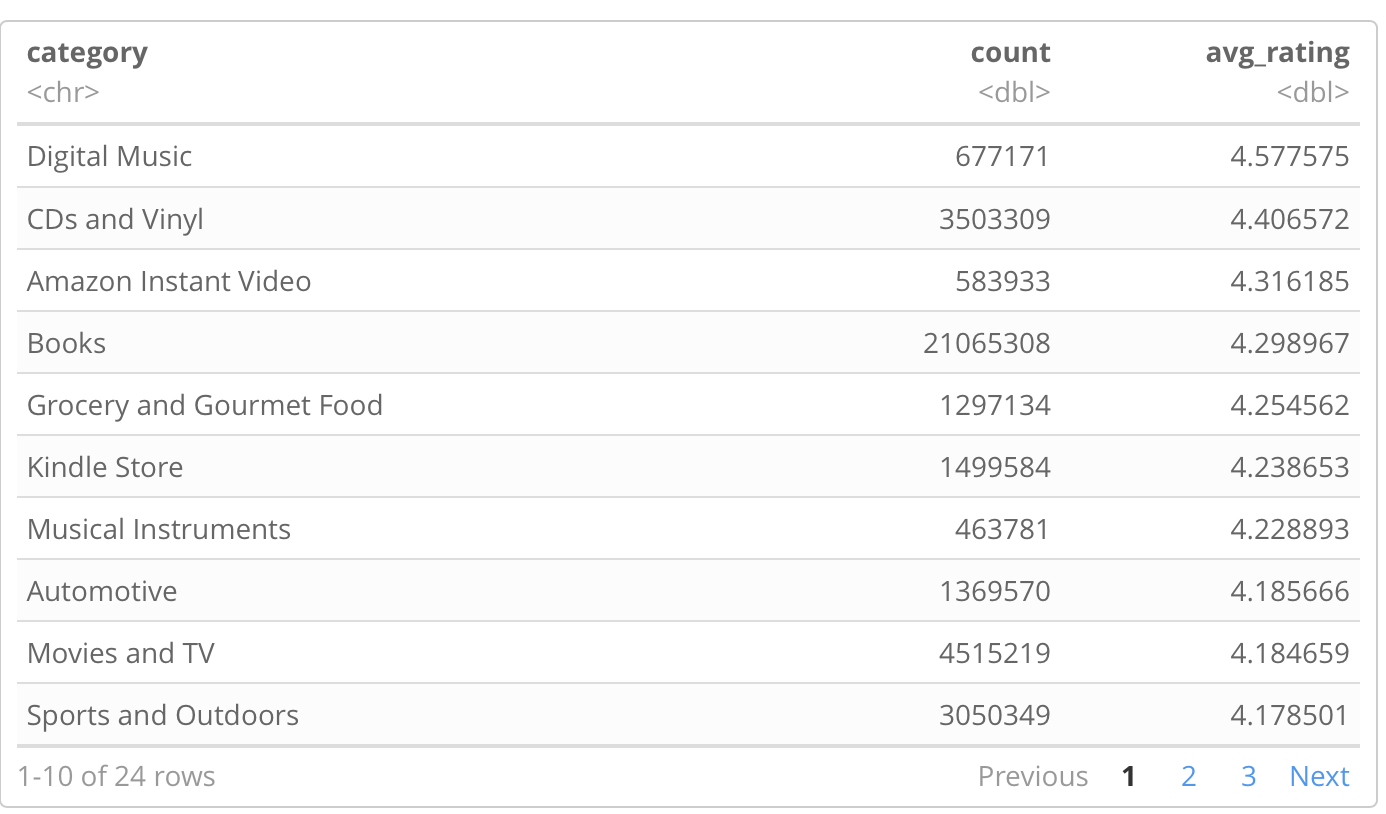 category count avg_rating
<chr> <dbl> <dbl>
Digital Music 677171 4.577575
CDs and Vinyl 3503309 4.406572
Amazon Instant Video 583933 4.316185
Books 21065308 4.298967
Grocery and Gourmet Food 1297134 4.254562
Kindle Store 1499584 4.238653
Musical Instruments 463781 4.228893
Automotive 1369570 4.185666
Movies and TV 4515219 4.184659
Sports and Outdoors 3050349 4.178501
1-10 of 24 rows Previous 1 2 3 Next